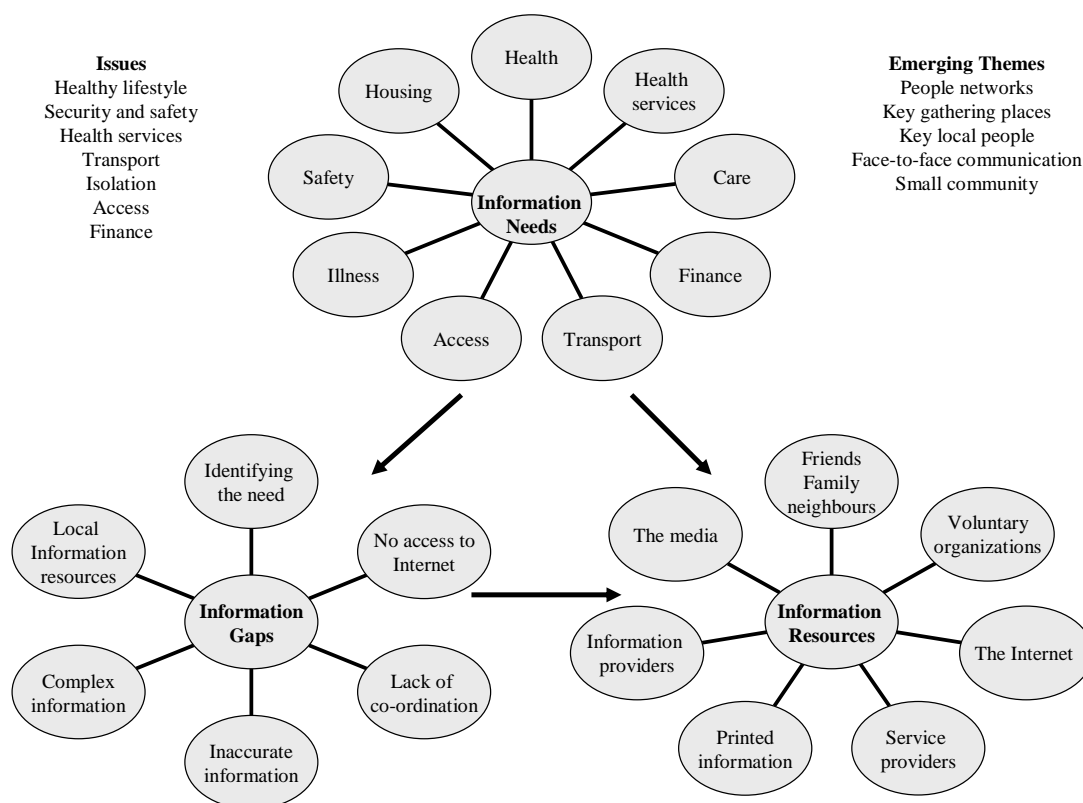 Issues
Healthy lifestyle
Security and safety
Health services
Transport
Isolation
Access
Finance
Emerging Themes
People networks
Key gathering places
Key local people
Face-to-face communication
Small community
Health
Housing
Health
services
Safety
Care
Information
Needs
Illness
Finance
Access
Transport
Identifying
the need
Local
Information
resources
No access to
Internet
Information
Gaps
Complex
information
Lack of
co-ordination
Inaccurate
information
Friends
Family
neighbours
The media
Voluntary
organizations
Information
Resources
Information
providers
The Internet
Printed
information
Service
providers